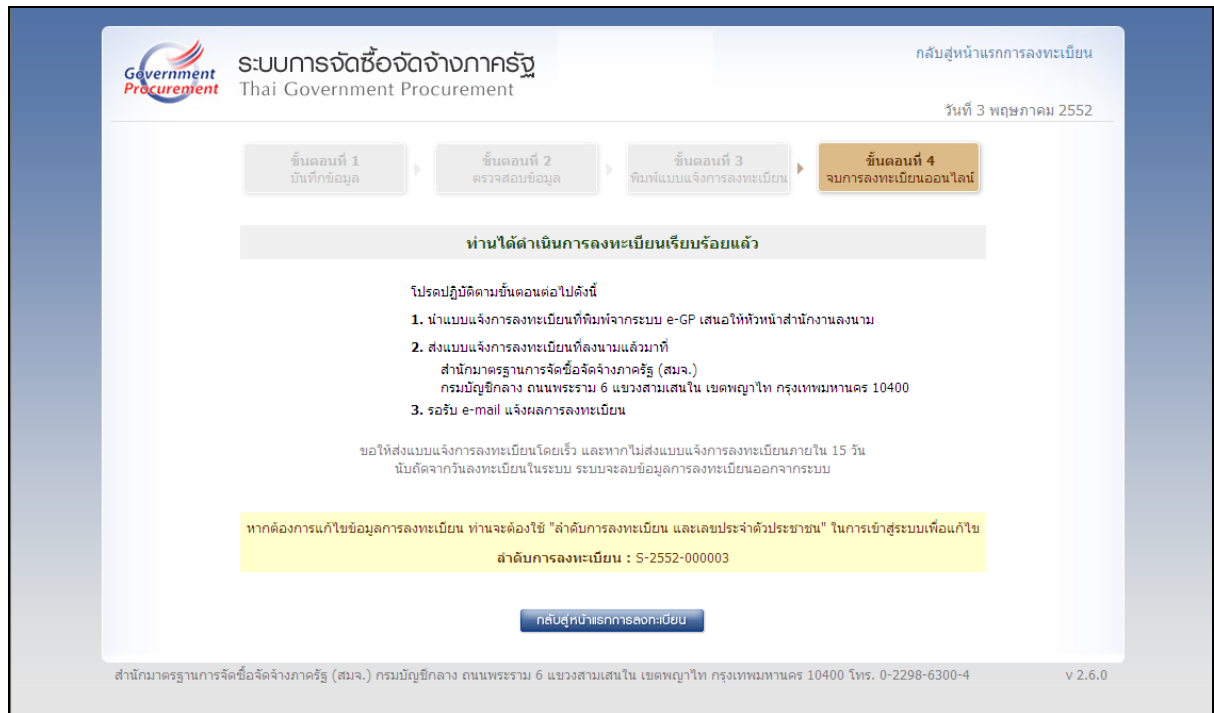 กลับสู่หน้าแรกการลงทะเบียน
Government
Procurement
ระบบการจัดซื้อจัดจ้างภาครัฐ
Thai Government Procurement
วันที่ 3 พฤษภาคม 2552
ขั้นตอนที่ 1
บันทึกข้อมูล
ขั้นตอนที่ 2
ตรวจสอบข้อมูล
ขั้นตอนที่ 3
พิมพ์แบบแจ้งการลงทะเบียน
ขั้นตอนที่ 4
จบการลงทะเบียนออนไลน์
ท่านได้ดำเนินการลงทะเบียนเรียบร้อยแล้ว
โปรดปฏิบัติตามขั้นตอนต่อไปดังนี้
1. นำแบบแจ้งการลงทะเบียนที่พิมพ์จากระบบ e-GP เสนอให้หัวหน้าสำนักงานลงนาม
2. ส่งแบบแจ้งการลงทะเบียนที่ลงนามแล้วมาที่
สำนักมาตรฐานการจัดซื้อจัดจ้างภาครัฐ (สมจ.)
กรมบัญชีกลาง ถนนพระราม 6 แขวงสามเสนใน เขตพญาไท กรุงเทพมหานคร 10400
3. รอรับ e-mail แจ้งผลการลงทะเบียน
ขอให้ส่งแบบแจ้งการลงทะเบียนโดยเร็ว และหากไม่ส่งแบบแจ้งการลงทะเบียนภายใน 15 วัน
นับถัดจากวันลงทะเบียนในระบบ ระบบจะลบข้อมูลการลงทะเบียนออกจากระบบ
หากต้องการแก้ไขข้อมูลการลงทะเบียน ท่านจะต้องใช้ "ลำดับการลงทะเบียน และเลขประจำตัวประชาชน" ในการเข้าสู่ระบบเพื่อแก้ไข
ลำดับการลงทะเบียน : S-2552-000003
กลับสู่หน้าแรกการลงทะเบียน
สำนักมาตรฐานการจัดซื้อจัดจ้างภาครัฐ (สมจ.) กรมบัญชีกลาง ถนนพระราม 6 แขวงสามเสนใน เขตพญาไท กรุงเทพมหานคร 10400 โทร. 0-2298-6300-4
v 2.6.0